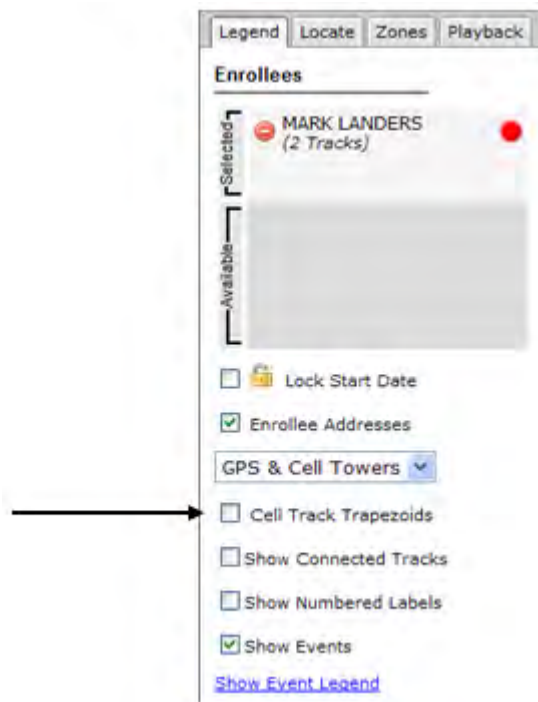 Legend Locate Zones Playback
Enrollees
Selected
MARK LANDERS
(2 Tracks)
Available
Lock Start Date
Enrollee Addresses
GPS & Cell Towers
Cell Track Trapezoids
Show Connected Tracks
Show Numbered Labels
Show Events
Show Event Legend